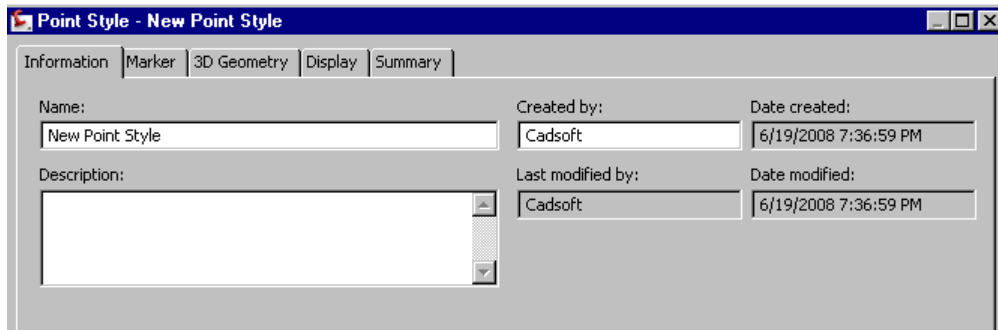 Point Style - New Point Style
Information Marker 3D Geometry Display Summary
Name: Created by: Date created:
New Point Style Cadsoft 6/19/2008 7:36:59 PM
Description: Last modified by: Date modified:
Cadsoft 6/19/2008 7:36:59 PM